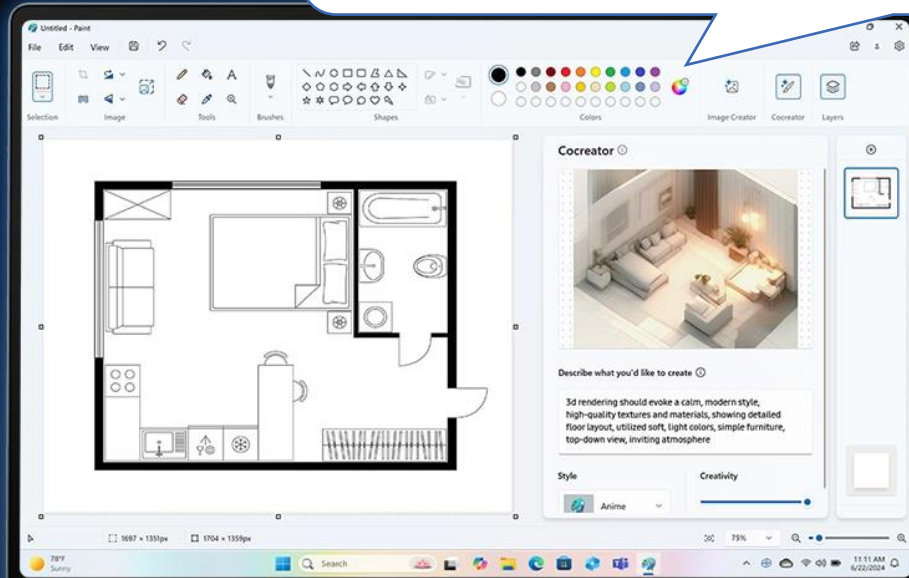 Untitled - Paint
File Edit View
Selection
Image
Tools
Brushes
Shapes
Colors
Image Creator
Cocreator
Layers
Cocreator
Describe what you'd like to create
3d rendering should evoke a calm, modern style,
high-quality textures and materials, showing detailed
floor layout, utilized soft, light colors, simple furniture,
top-down view, inviting atmosphere
Style
Creativity
Anime
1697 × 1351px
1704 × 1359px
75%
78°F
Sunny
Search
11:11 AM
6/22/2024